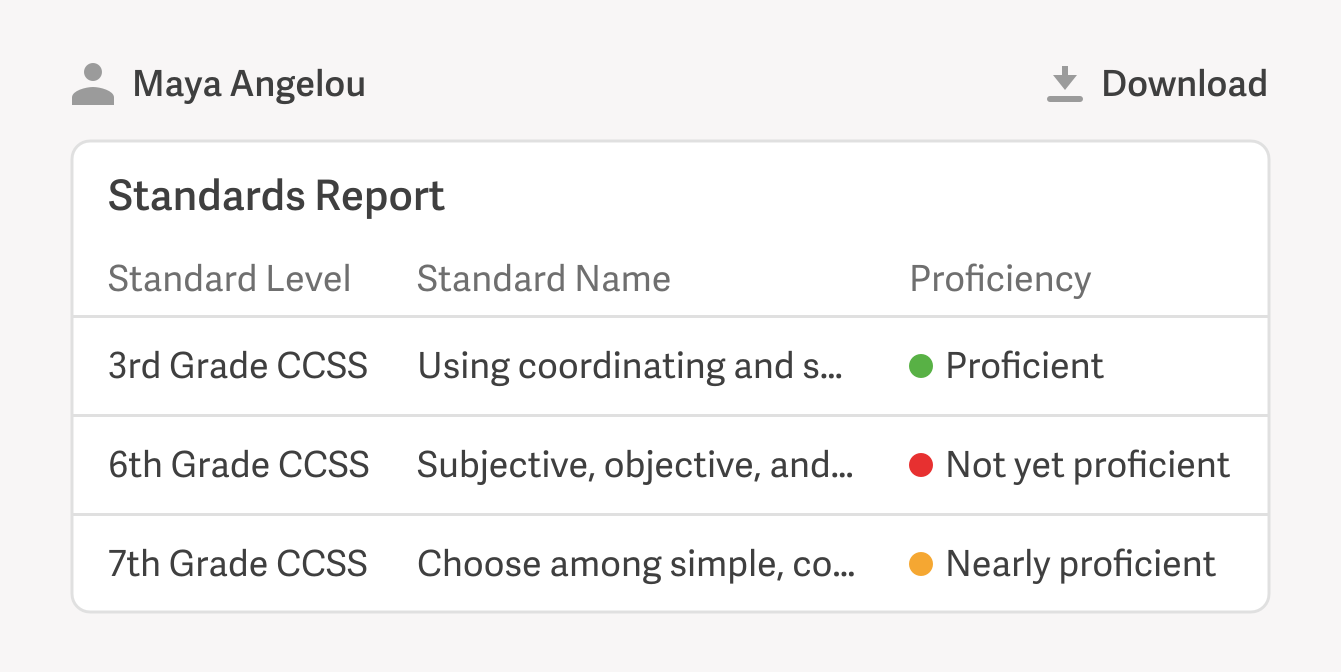 Maya Angelou Download
Standards Report
Standard Level Standard Name Proficiency
3rd Grade CCSS Using coordinating and s... Proficient
6th Grade CCSS Subjective, objective, and... Not yet proficient
7th Grade CCSS Choose among simple, co... Nearly proficient